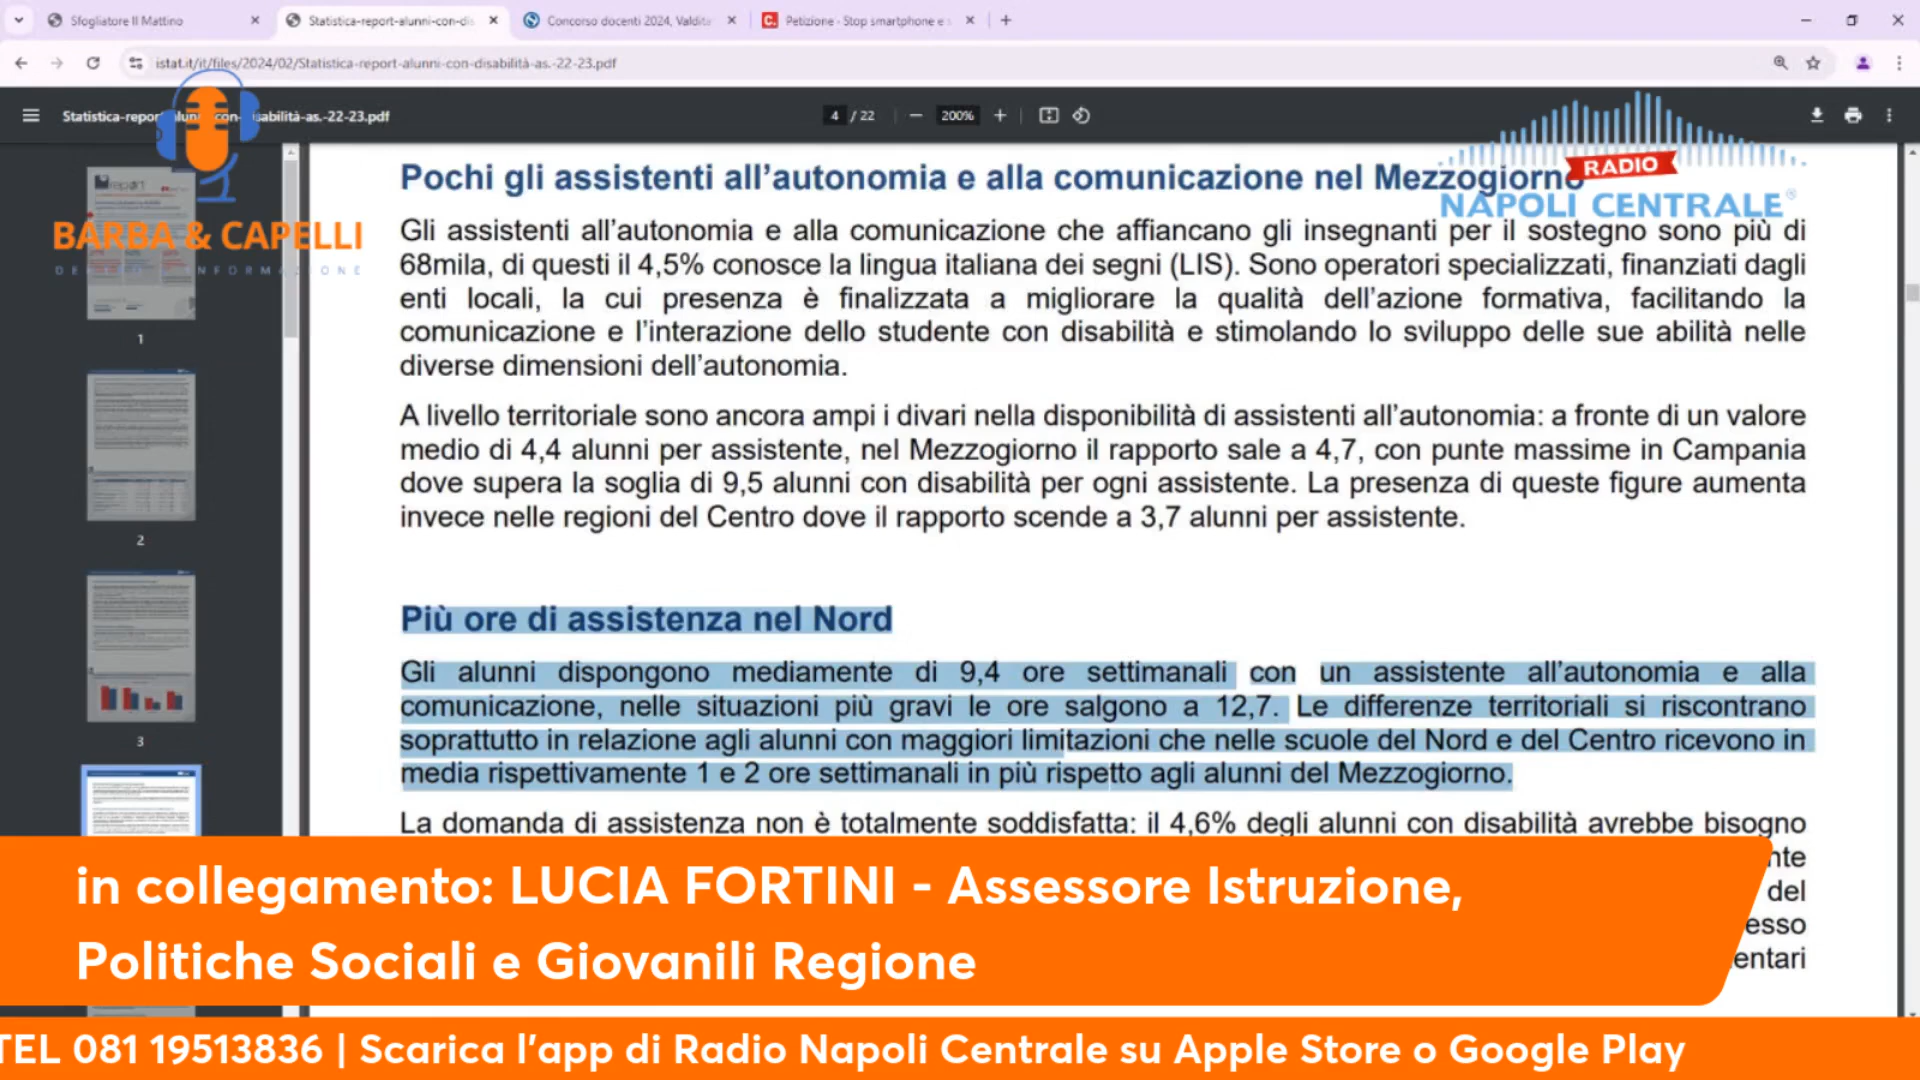 Sfogliatore Il Mattino
Statistica-report-alunni-con-dis
Concorso docenti 2024, Valdita
Petizione - Stop smartphone e s
istat.it/it/files/2024/02/Statistica-report-alunni-con-disabilità-as.-22-23.pdf
4 / 22
200%
RADIO
NAPOLI CENTRALE®
BARBA & CAPELLI
1
2
3
Pochi gli assistenti all’autonomia e alla comunicazione nel Mezzogiorno
Gli assistenti all’autonomia e alla comunicazione che affiancano gli insegnanti per il sostegno sono più di
68mila, di questi il 4,5% conosce la lingua italiana dei segni (LIS). Sono operatori specializzati, finanziati dagli
enti locali, la cui presenza è finalizzata a migliorare la qualità dell’azione formativa, facilitando la
comunicazione e l’interazione dello studente con disabilità e stimolando lo sviluppo delle sue abilità nelle
diverse dimensioni dell’autonomia.
A livello territoriale sono ancora ampi i divari nella disponibilità di assistenti all’autonomia: a fronte di un valore
medio di 4,4 alunni per assistente, nel Mezzogiorno il rapporto sale a 4,7, con punte massime in Campania
dove supera la soglia di 9,5 alunni con disabilità per ogni assistente. La presenza di queste figure aumenta
invece nelle regioni del Centro dove il rapporto scende a 3,7 alunni per assistente.
Più ore di assistenza nel Nord
Gli alunni dispongono mediamente di 9,4 ore settimanali con un assistente all’autonomia e alla
comunicazione, nelle situazioni più gravi le ore salgono a 12,7. Le differenze territoriali si riscontrano
soprattutto in relazione agli alunni con maggiori limitazioni che nelle scuole del Nord e del Centro ricevono in
media rispettivamente 1 e 2 ore settimanali in più rispetto agli alunni del Mezzogiorno.
La domanda di assistenza non è totalmente soddisfatta: il 4,6% degli alunni con disabilità avrebbe bisogno
del
in collegamento: LUCIA FORTINI - Assessore Istruzione,
Politiche Sociali e Giovanili Regione
TEL 081 19513836 | Scarica l’app di Radio Napoli Centrale su Apple Store o Google Play